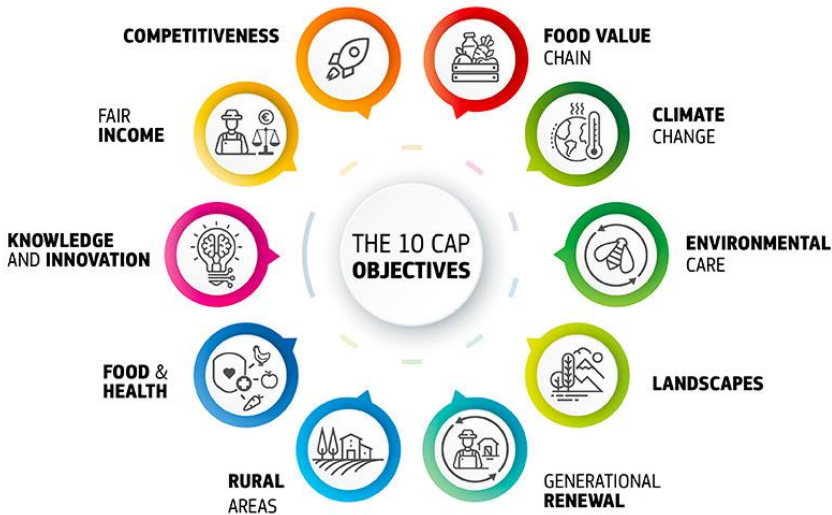 COMPETITIVENESS
FOOD VALUE
CHAIN
FAIR
INCOME
CLIMATE
CHANGE
KNOWLEDGE
AND INNOVATION
THE 10 CAP
OBJECTIVES
ENVIRONMENTAL
CARE
FOOD &
HEALTH
LANDSCAPES
RURAL
AREAS
GENERATIONAL
RENEWAL
€